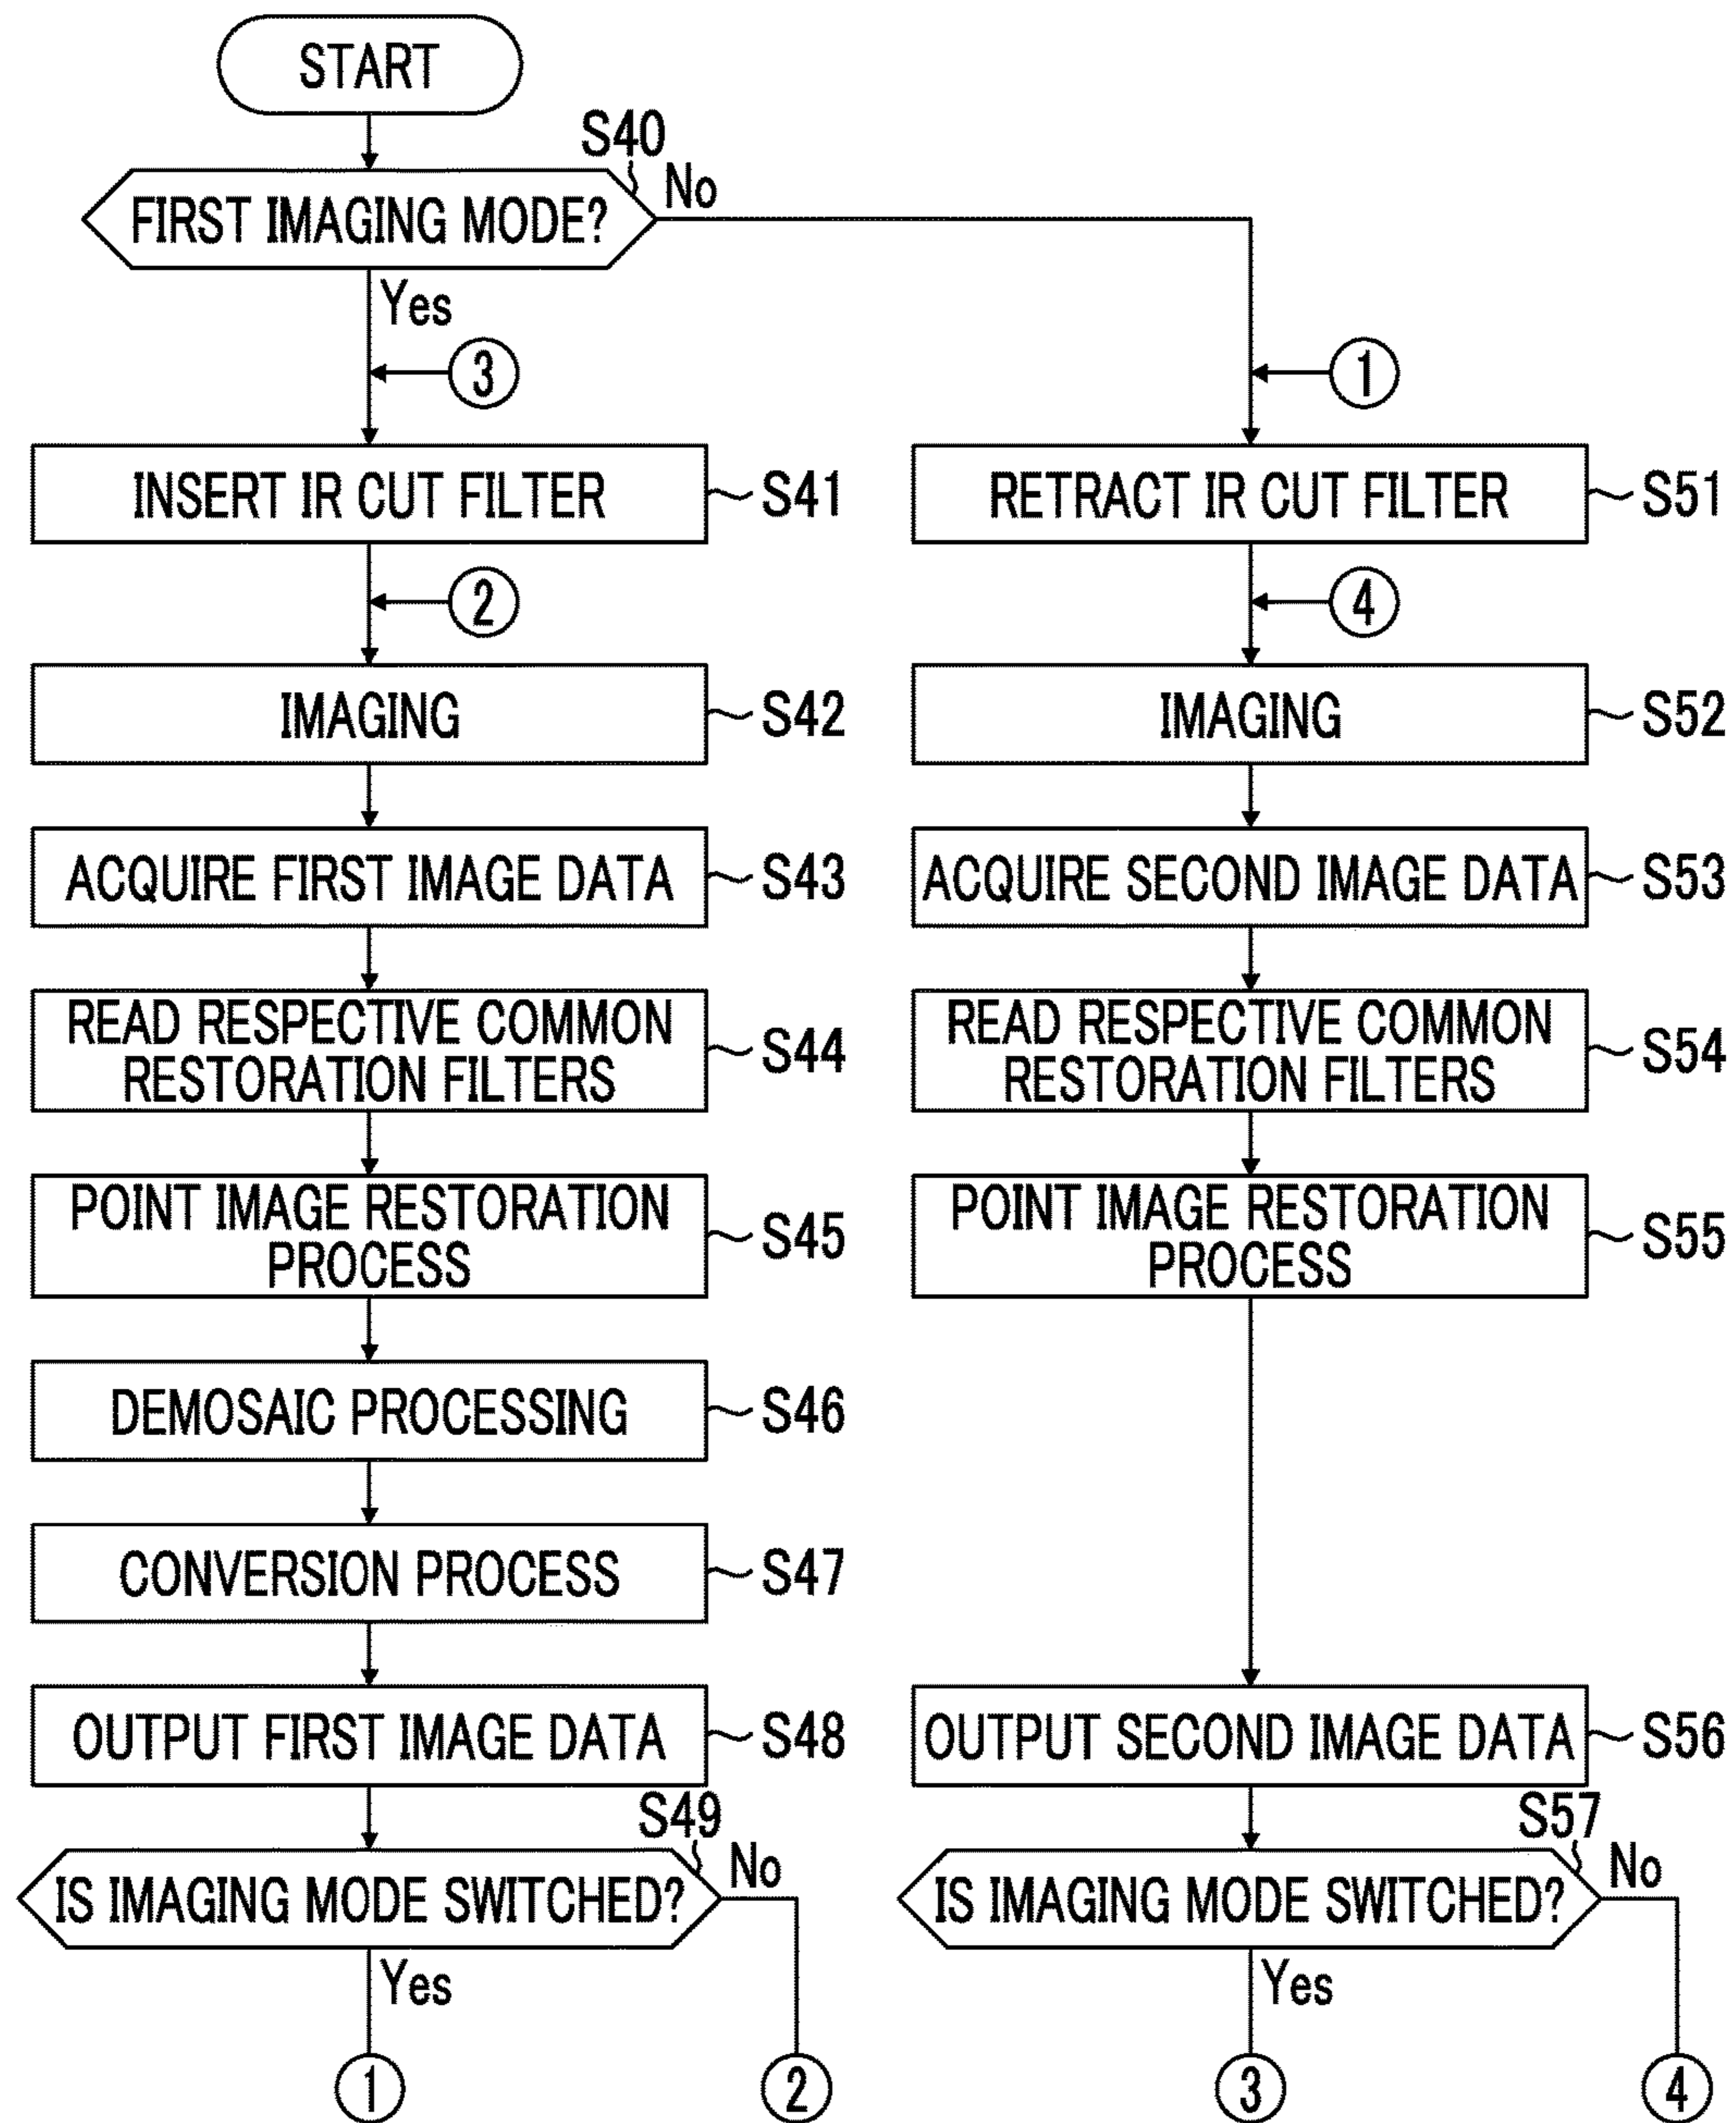 START
S40
FIRST IMAGING MODE?
No
Yes
3
1
INSERT IR CUT FILTER
S41
RETRACT IR CUT FILTER
S51
2
4
IMAGING
S42
IMAGING
S52
ACQUIRE FIRST IMAGE DATA
S43
ACQUIRE SECOND IMAGE DATA
S53
READ RESPECTIVE COMMON
RESTORATION FILTERS
S44
READ RESPECTIVE COMMON
RESTORATION FILTERS
S54
POINT IMAGE RESTORATION
PROCESS
S45
POINT IMAGE RESTORATION
PROCESS
S55
DEMOSAIC PROCESSING
S46
CONVERSION PROCESS
S47
OUTPUT FIRST IMAGE DATA
S48
OUTPUT SECOND IMAGE DATA
S56
S49
IS IMAGING MODE SWITCHED?
No
S57
IS IMAGING MODE SWITCHED?
No
Yes
Yes
1
2
3
4